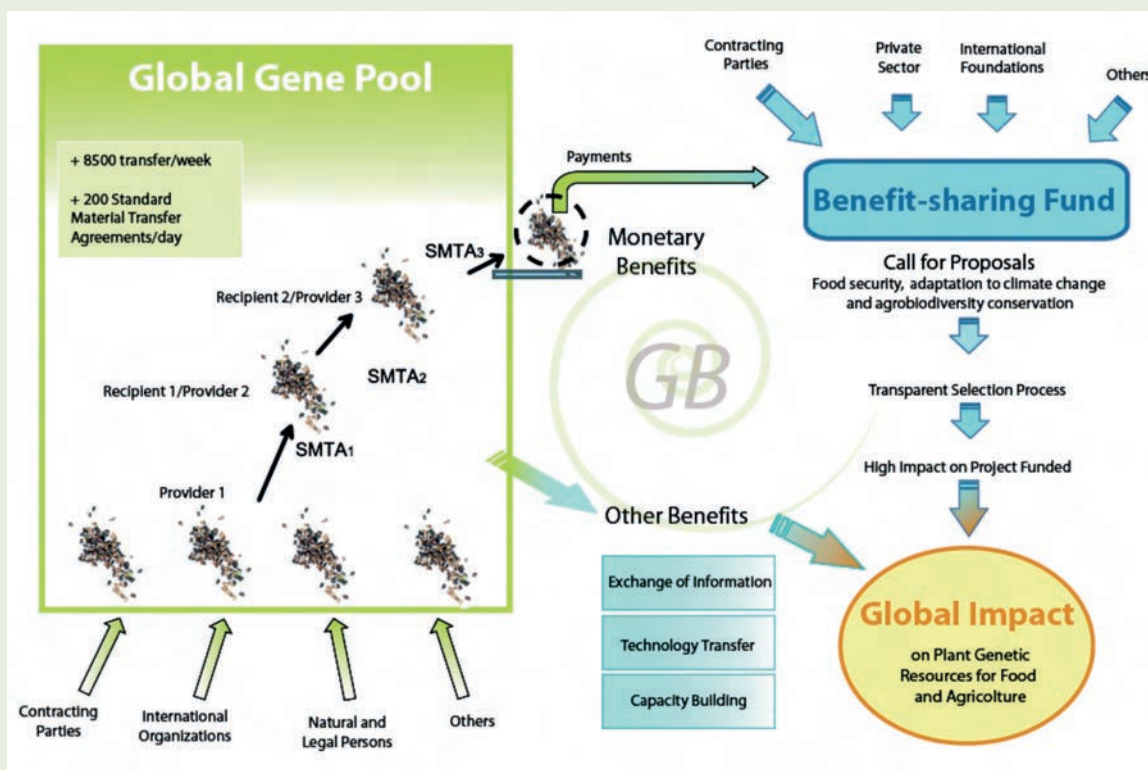 Global Gene Pool
+ 8500 transfer/week
+ 200 Standard
Material Transfer
Agreements/day
Recipient 2/Provider 3
SMTA3
Recipient 1/Provider 2
SMTA2
SMTA1
Provider 1
Contracting
Parties
International
Organizations
Natural and
Legal Persons
Others
Payments
Monetary
Benefits
GB
Other Benefits
Exchange of Information
Technology Transfer
Capacity Building
Contracting
Parties
Private
Sector
International
Foundations
Others
Benefit-sharing Fund
Call for Proposals
Food security, adaptation to climate change
and agrobiodiversity conservation
Transparent Selection Process
High Impact on Project Funded
Global Impact
on Plant Genetic
Resources for Food
and Agricolture